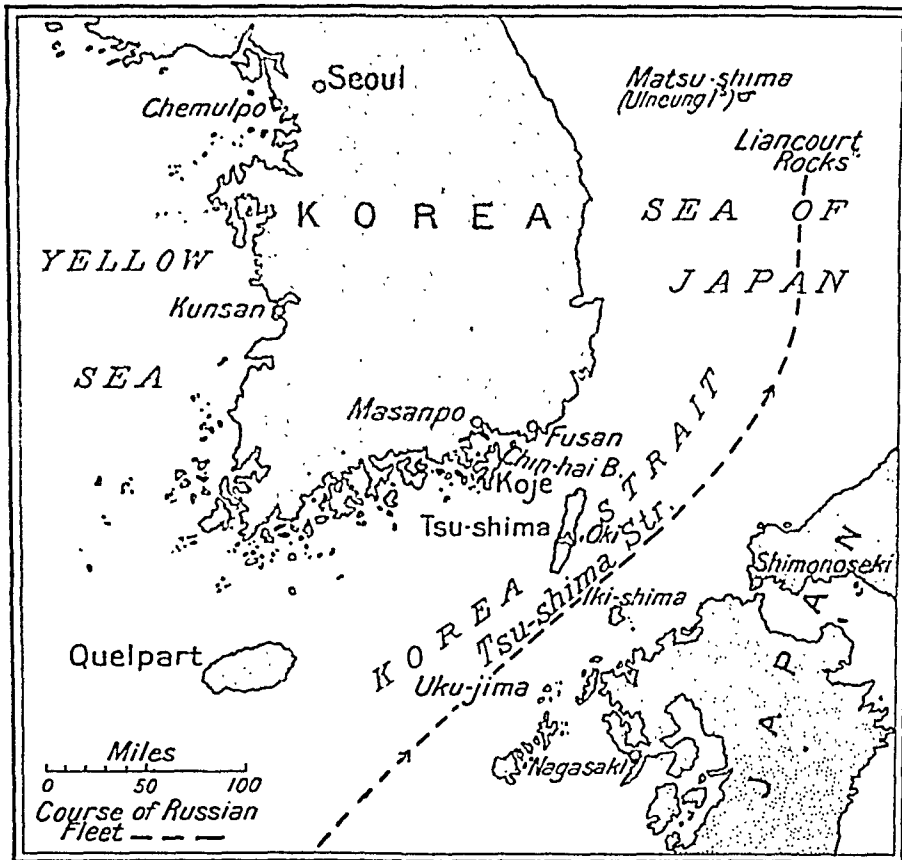 Seoul
Chemulpo
Matsu-shima
(Ulneung Iᵈ)
Liancourt
Rocks
KOREA
SEA OF
JAPAN
YELLOW
SEA
Kunsan
Masanpo
Fusan
Chin-hai B.
Koje
Tsu-shima
Oki
KOREA STRAIT
Tsu-shima Str.
Shimonoseki
Iki-shima
JAPAN
Quelpart
Uku-jima
Nagasaki
Miles
0 50 100
Course of Russian
Fleet